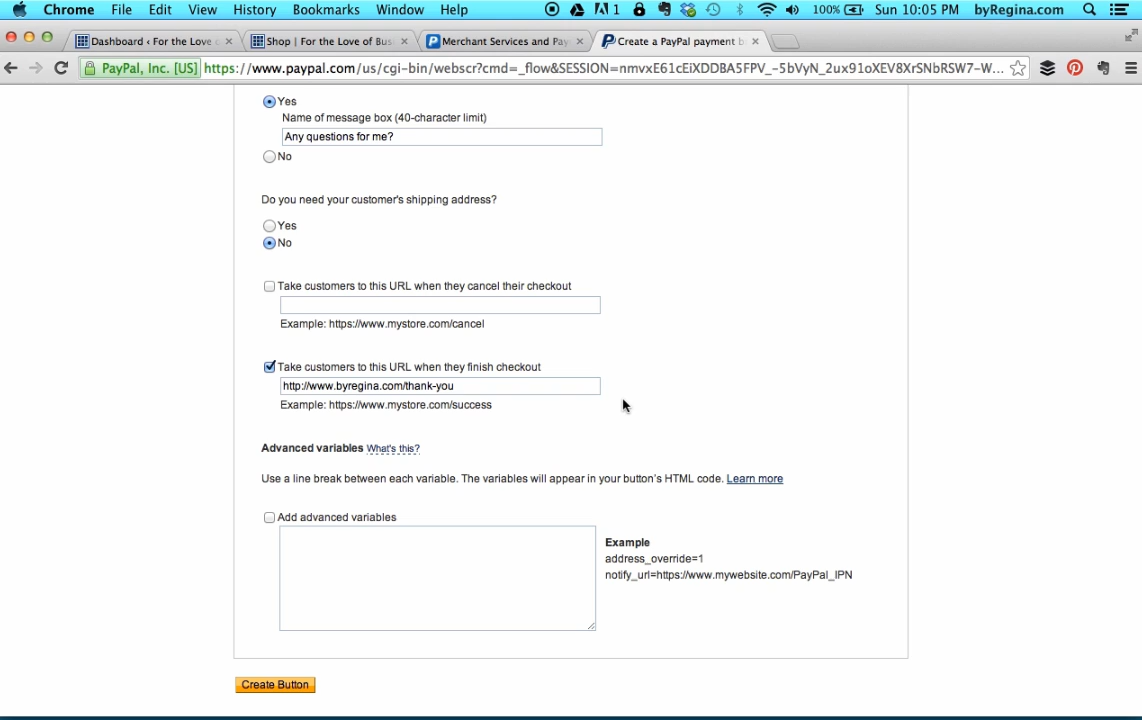 Chrome File Edit View History Bookmarks Window Help 1 100% Sun 10:05 PM byRegina.com
Dashboard ‹ For the Love o × Shop | For the Love of Bus × Merchant Services and Pay × Create a PayPal payment b ×
PayPal, Inc. [US] https://www.paypal.com/us/cgi-bin/webscr?cmd=_flow&SESSION=nmvxE61cEiXDDBA5FPV_-5bVyN_2ux91oXEV8XrSNbRSW7-W...
Yes
Name of message box (40-character limit)
Any questions for me?
No
Do you need your customer's shipping address?
Yes
No
Take customers to this URL when they cancel their checkout
Example: https://www.mystore.com/cancel
Take customers to this URL when they finish checkout
http://www.byregina.com/thank-you
Example: https://www.mystore.com/success
Advanced variables What's this?
Use a line break between each variable. The variables will appear in your button's HTML code. Learn more
Add advanced variables
Example
address_override=1
notify_url=https://www.mywebsite.com/PayPal_IPN
Create Button